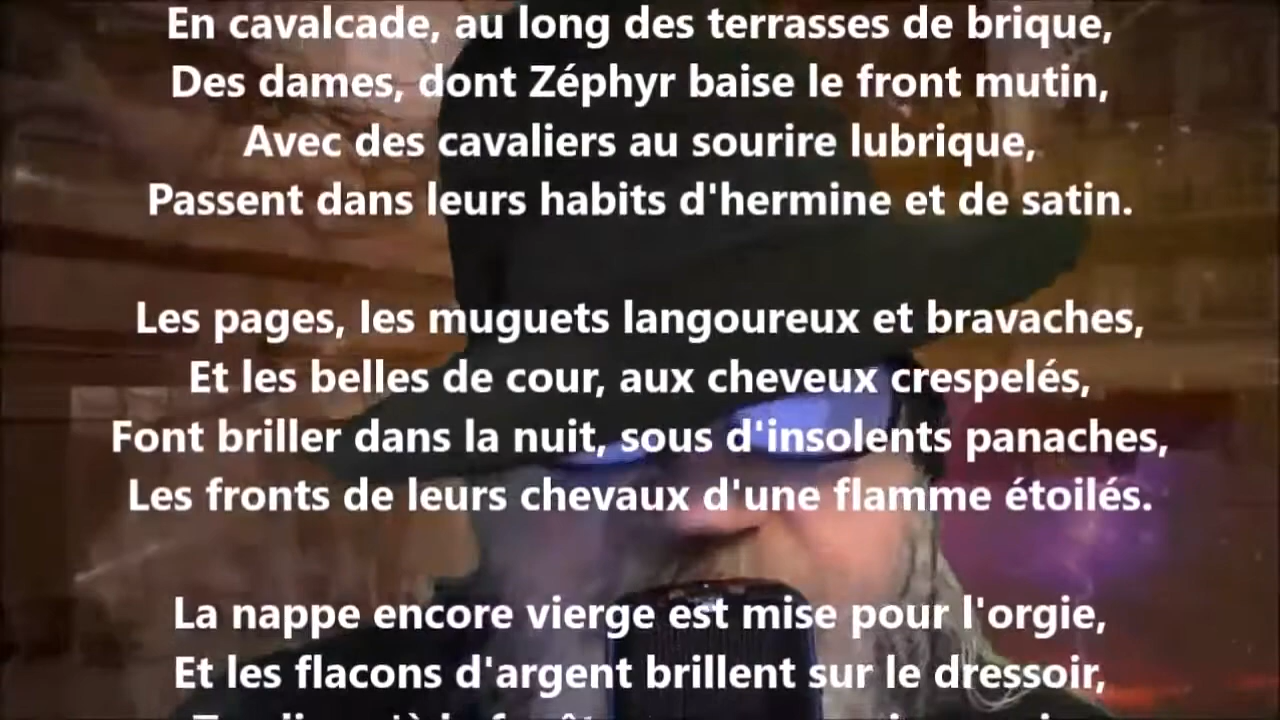 En cavalcade, au long des terrasses de brique,
Des dames, dont Zéphyr baise le front mutin,
Avec des cavaliers au sourire lubrique,
Passent dans leurs habits d'hermine et de satin.
Les pages, les muguets langoureux et bravaches,
Et les belles de cour, aux cheveux crespelés,
Font briller dans la nuit, sous d'insolents panaches,
Les fronts de leurs chevaux d'une flamme étoilés.
La nappe encore vierge est mise pour l'orgie,
Et les flacons d'argent brillent sur le dressoir,